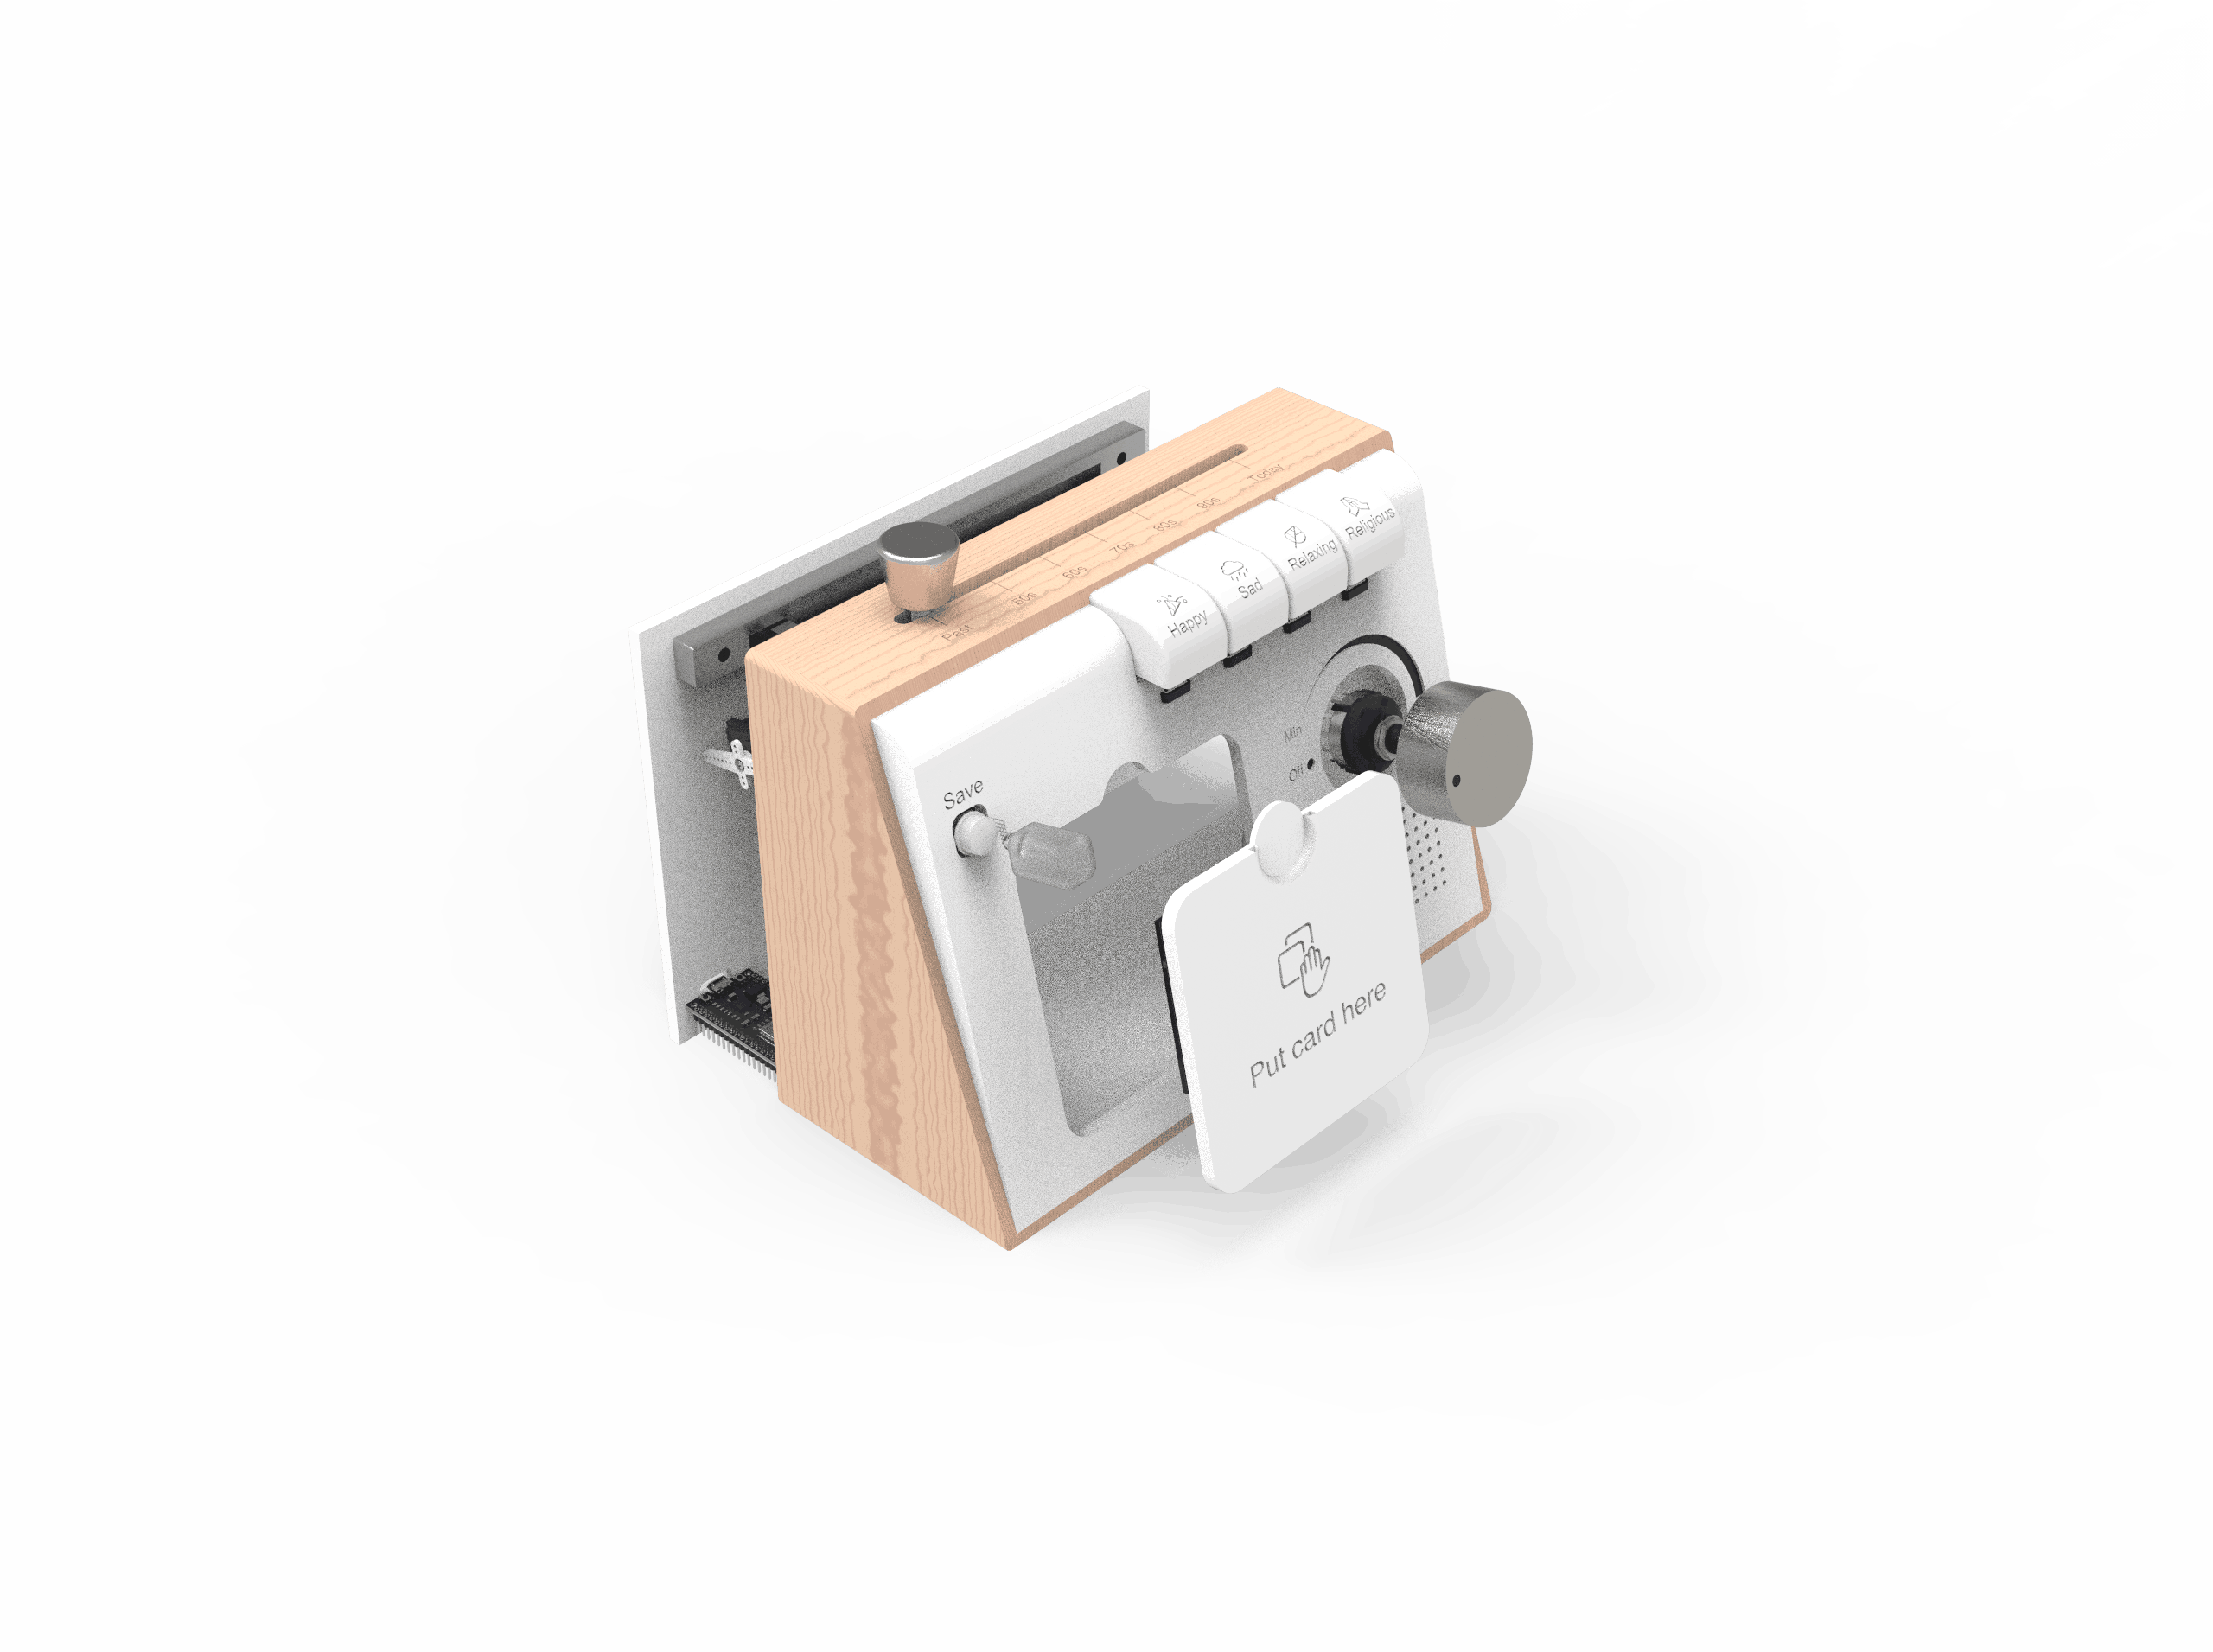 Past 50s 60s 70s 80s 90s Today
Happy Sad Relaxing Religious
Min
Off
Save
Put card here